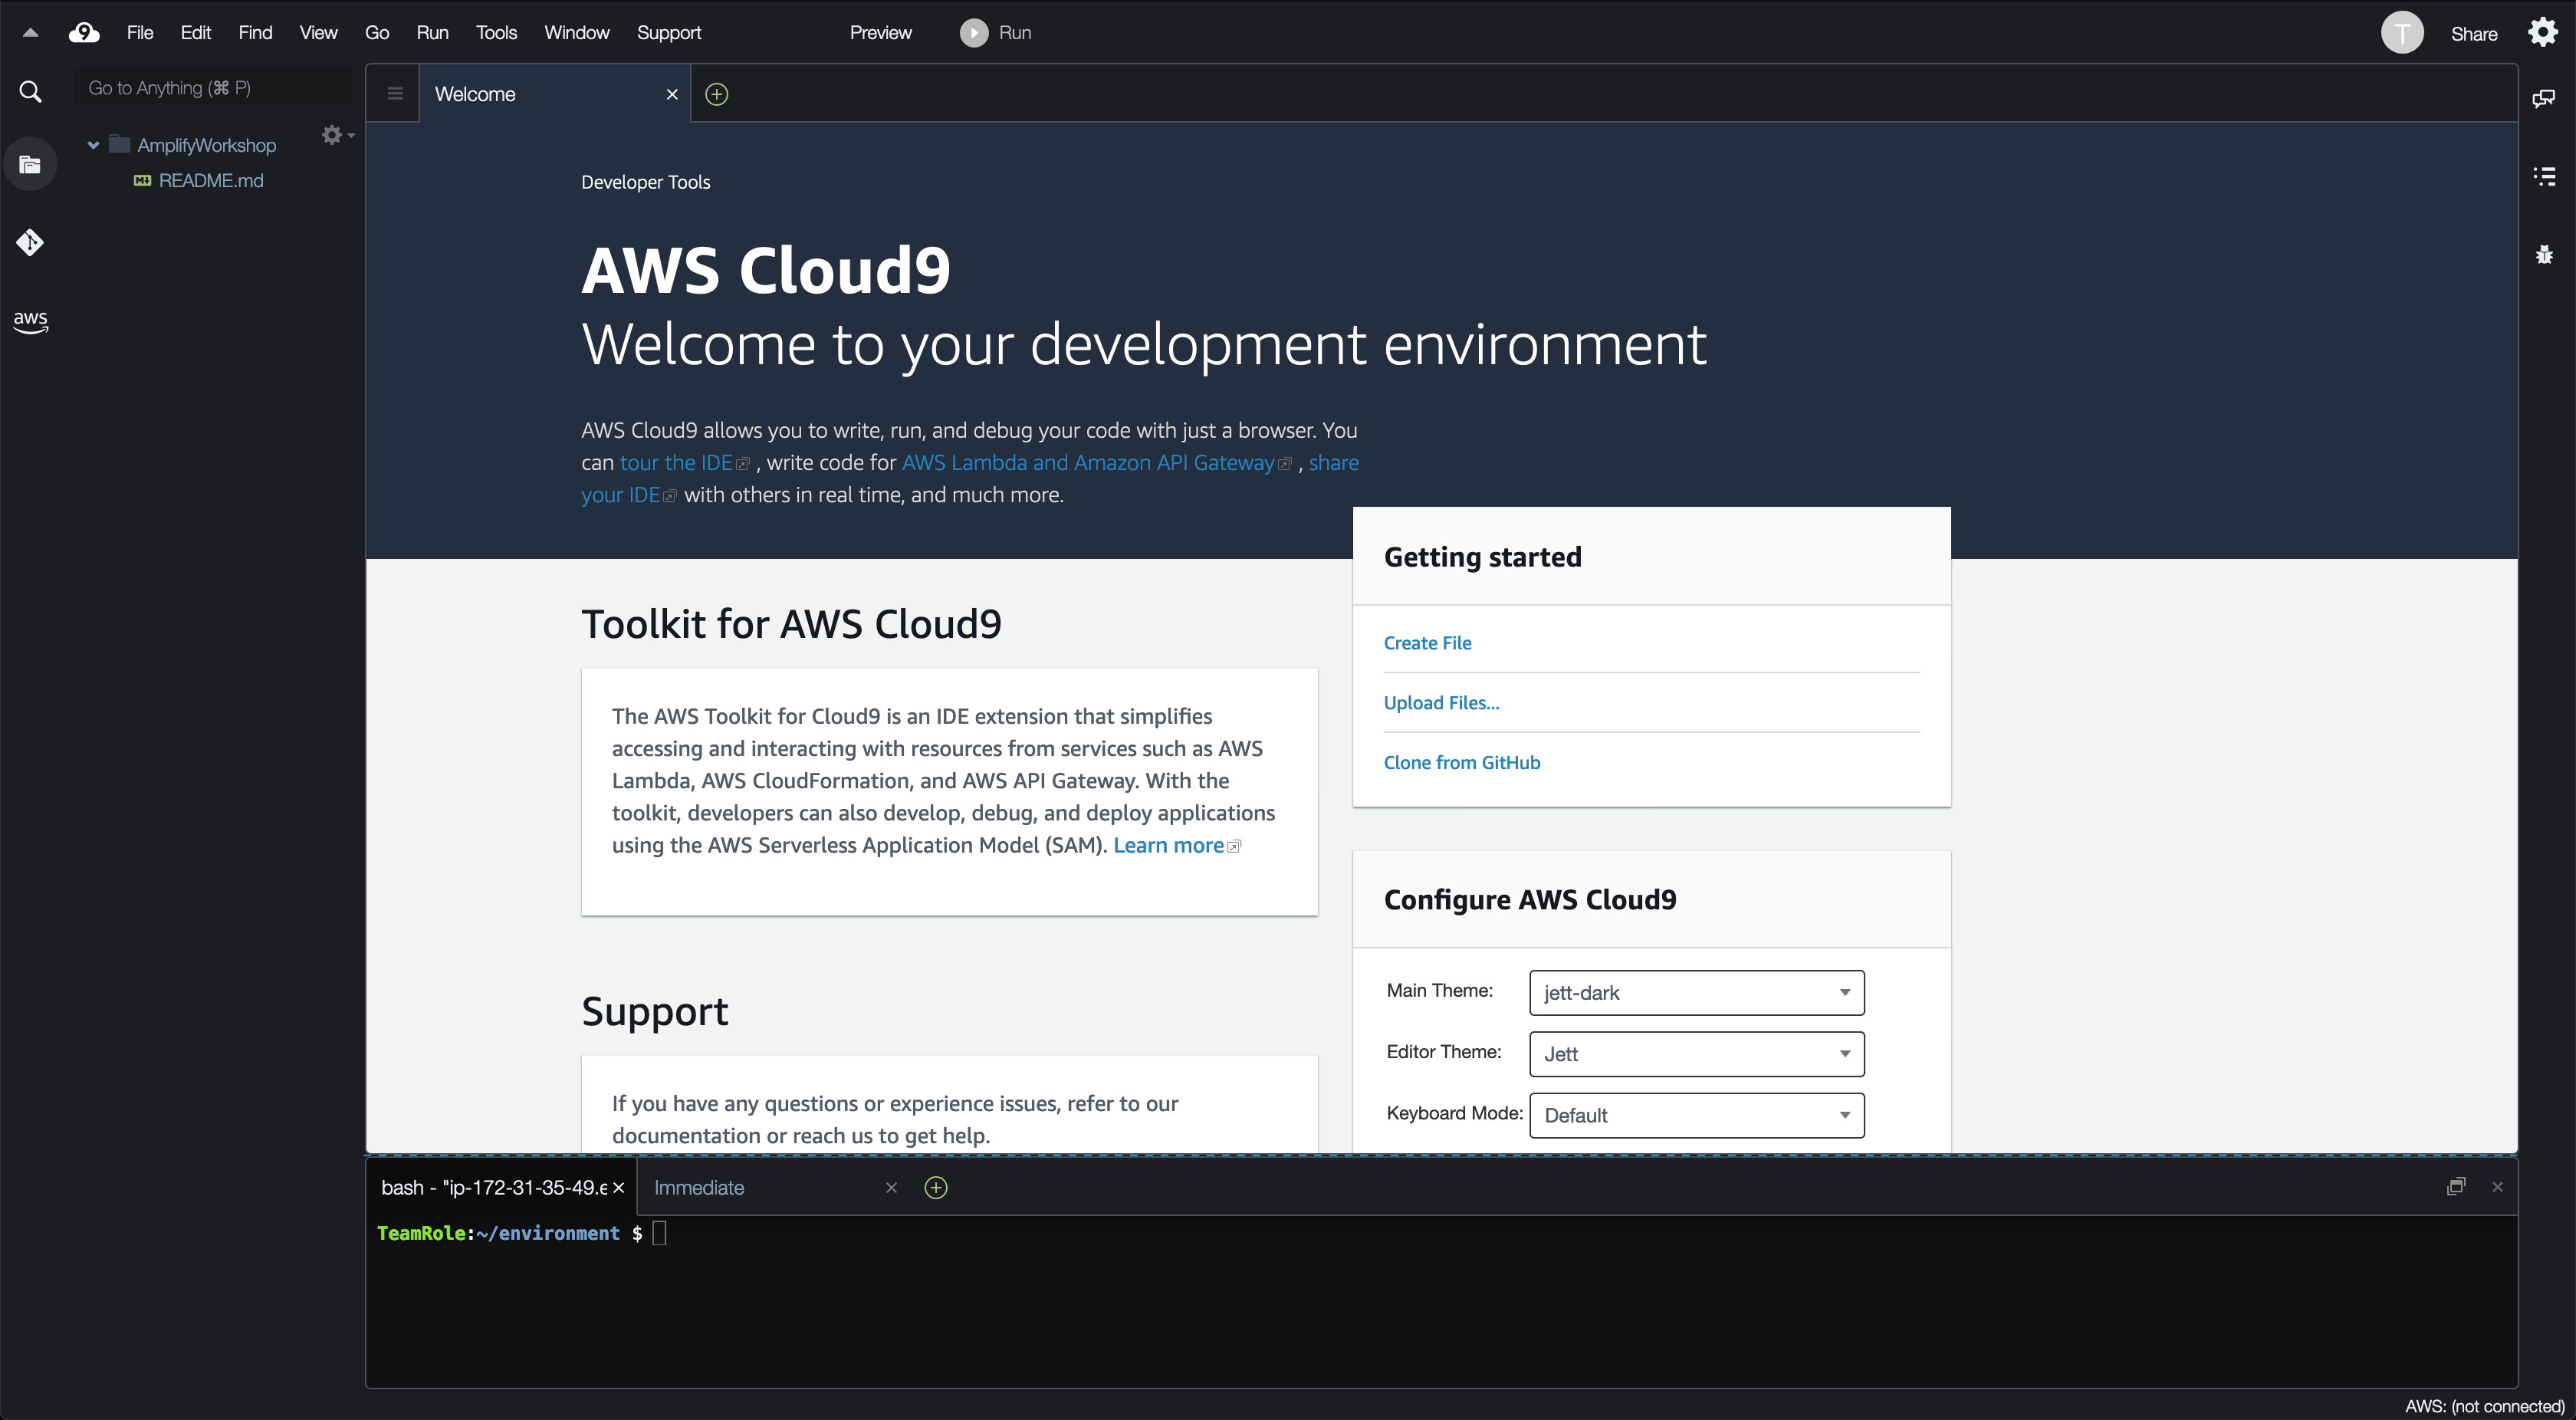 9 File Edit Find View Go Run Tools Window Support Preview Run T Share
Go to Anything (⌘ P)
AmplifyWorkshop
README.md
aws
Welcome
Developer Tools
AWS Cloud9
Welcome to your development environment
AWS Cloud9 allows you to write, run, and debug your code with just a browser. You
can tour the IDE , write code for AWS Lambda and Amazon API Gateway , share
your IDE with others in real time, and much more.
Toolkit for AWS Cloud9
The AWS Toolkit for Cloud9 is an IDE extension that simplifies
accessing and interacting with resources from services such as AWS
Lambda, AWS CloudFormation, and AWS API Gateway. With the
toolkit, developers can also develop, debug, and deploy applications
using the AWS Serverless Application Model (SAM). Learn more
Support
If you have any questions or experience issues, refer to our
documentation or reach us to get help.
Getting started
Create File
Upload Files...
Clone from GitHub
Configure AWS Cloud9
Main Theme: jett-dark
Editor Theme: Jett
Keyboard Mode: Default
bash - "ip-172-31-35-49.e Immediate
TeamRole:~/environment $
AWS: (not connected)